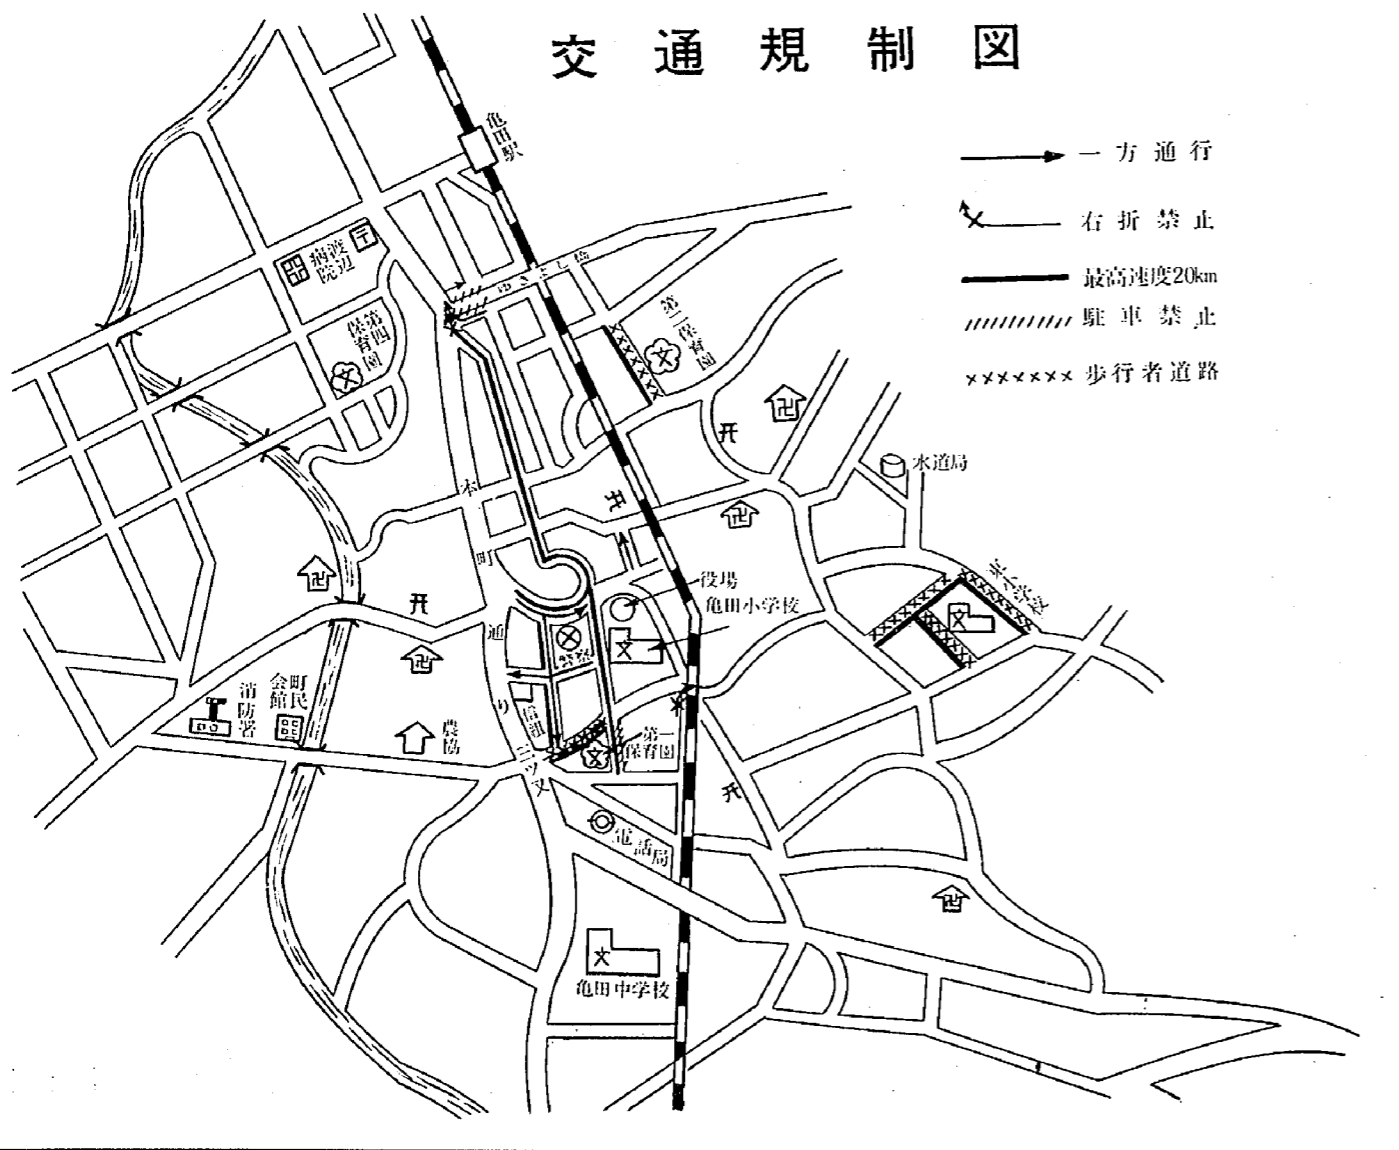 交通規制図
亀田駅
一方通行
右折禁止
最高速度20km
駐車禁止
歩行者道路
渡辺
病院
第四
保育園
第二保育園
水道局
本町通り
役場
亀田小学校
東小学校
警察
信組
町民
会館
消防署
農協
三ツ又
第一
保育園
電話局
亀田中学校